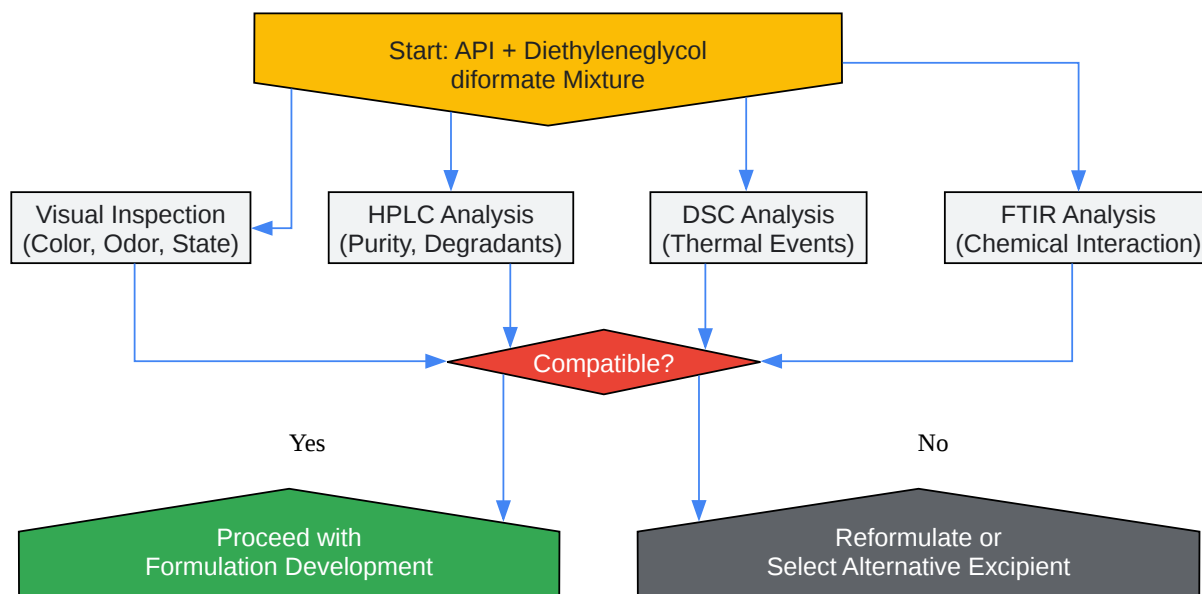 Start: API + Diethyleneglycol
diformate Mixture
Visual Inspection
(Color, Odor, State)
HPLC Analysis
(Purity, Degradants)
DSC Analysis
(Thermal Events)
FTIR Analysis
(Chemical Interaction)
Compatible?
Yes
No
Proceed with
Formulation Development
Reformulate or
Select Alternative Excipient